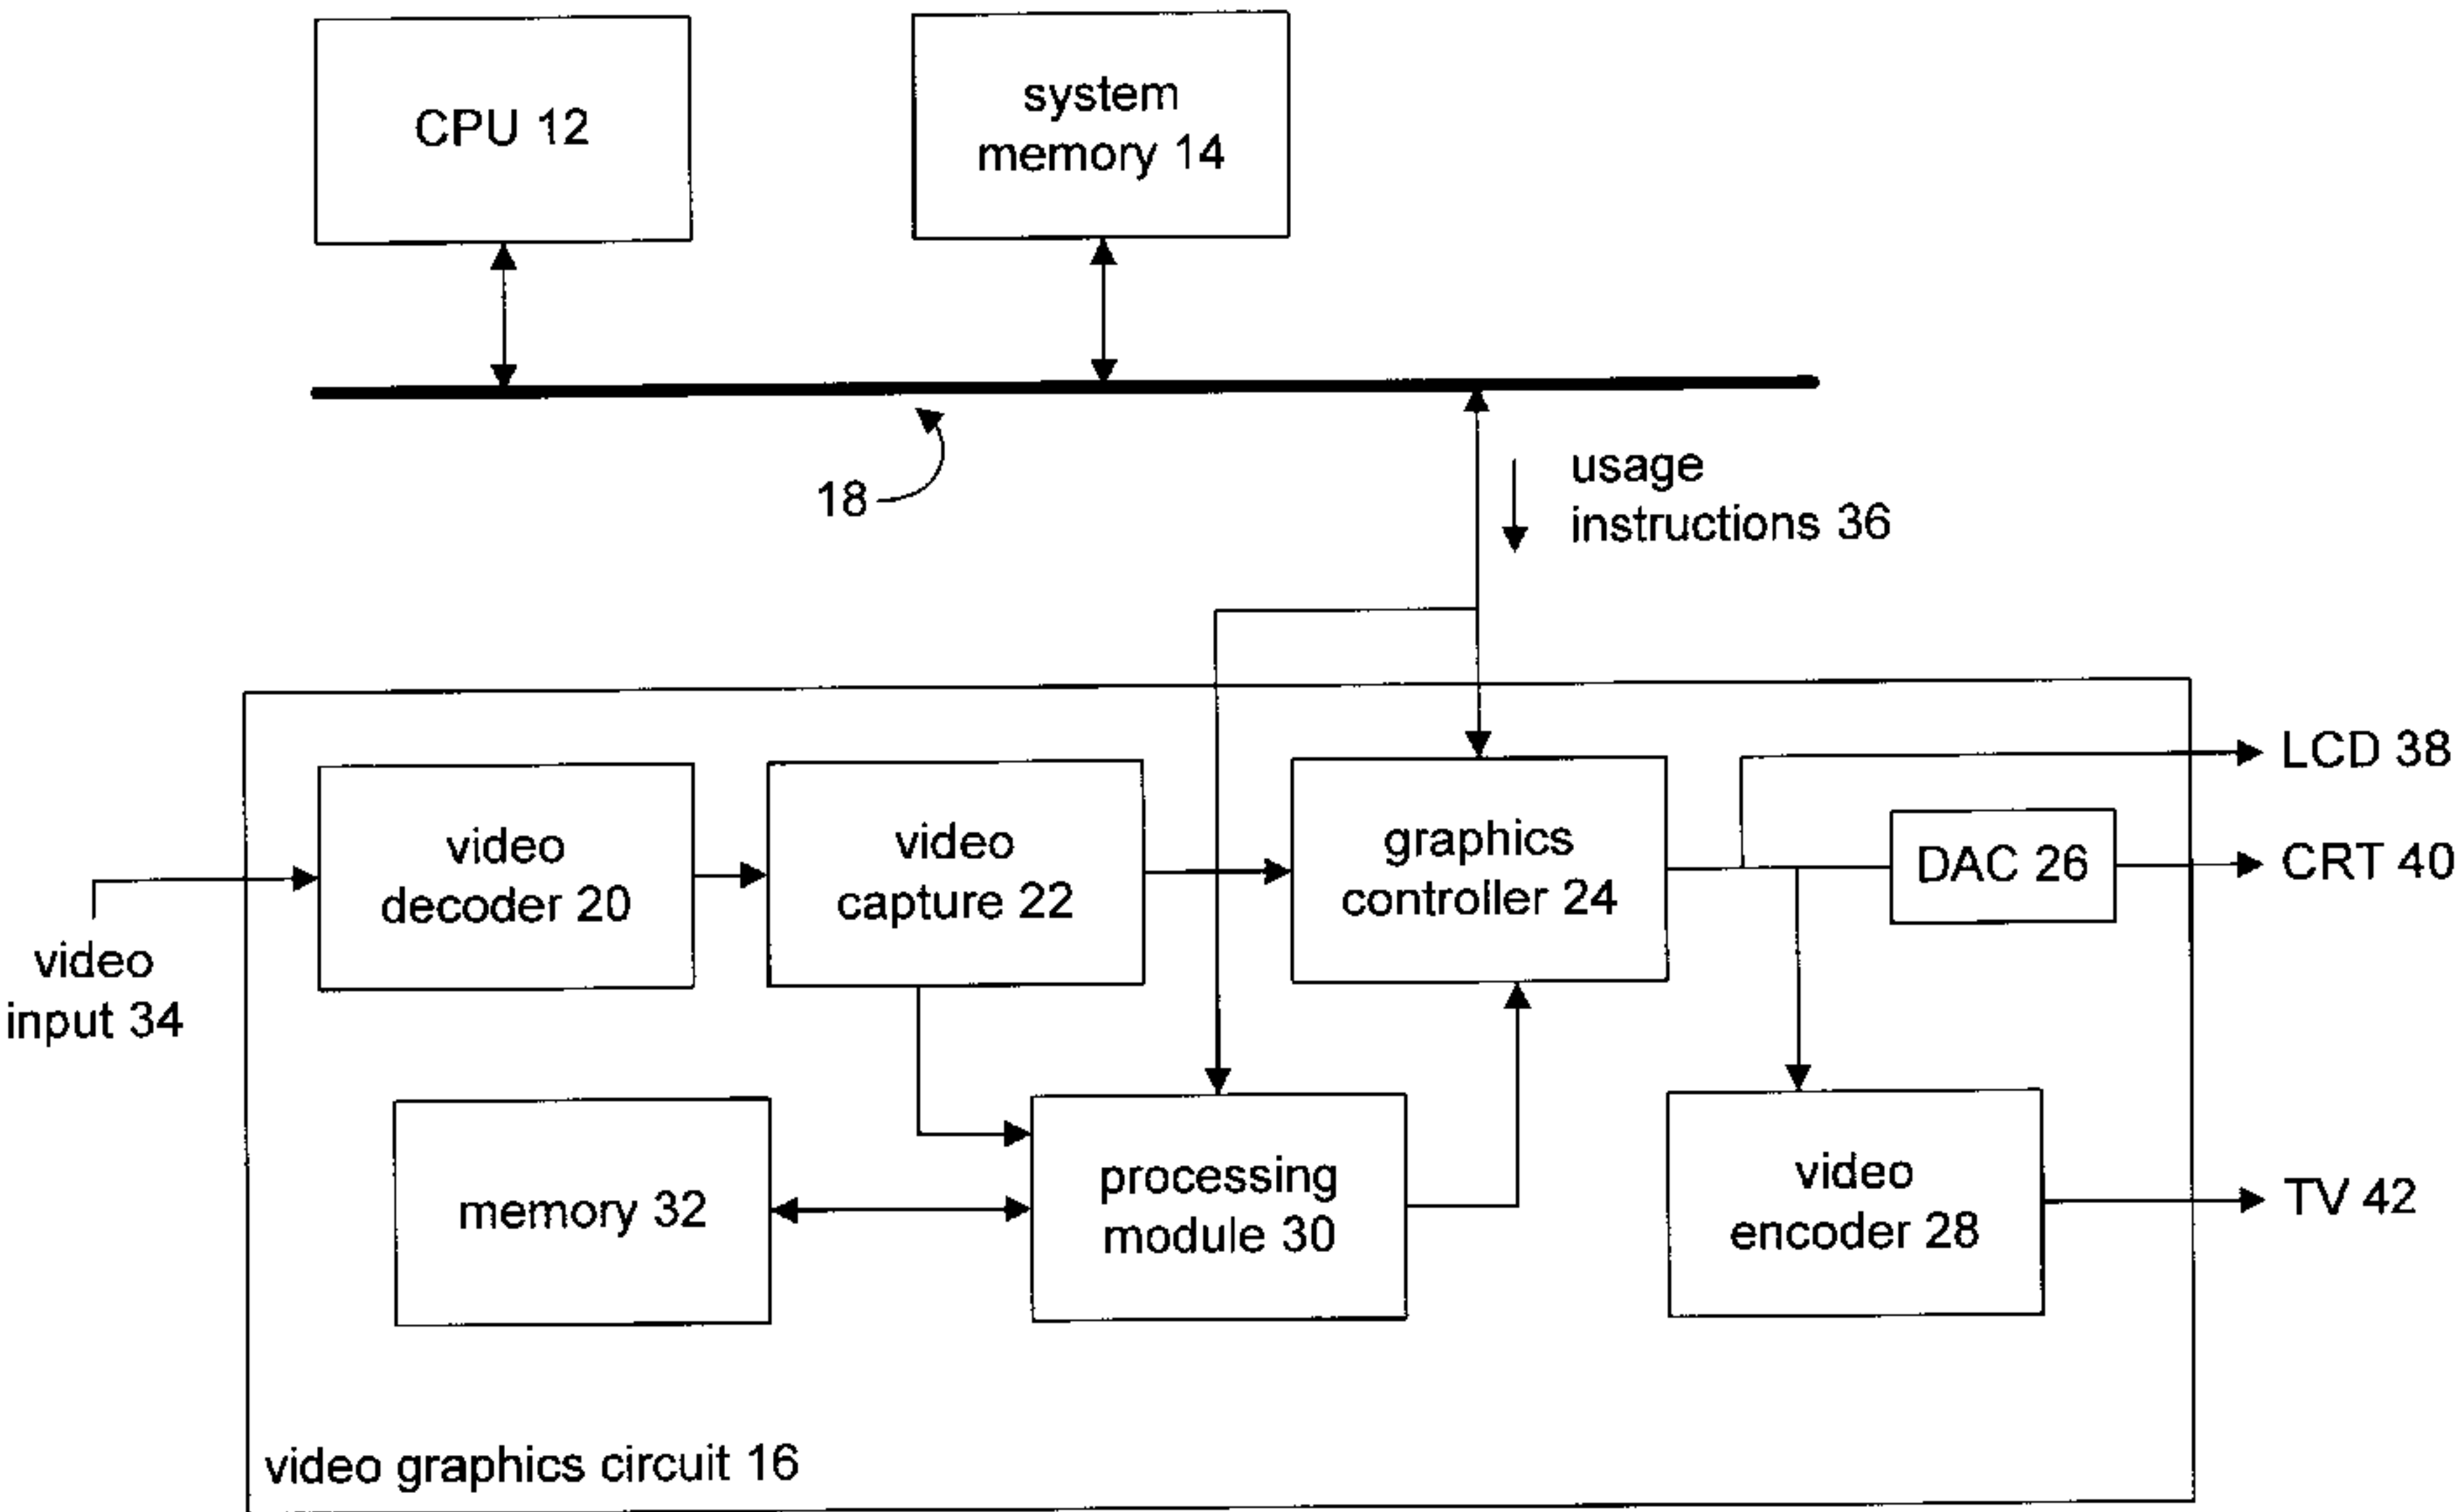 CPU 12
system
memory 14
18
usage
instructions 36
LCD 38
video
decoder 20
video
capture 22
graphics
controller 24
DAC 26
CRT 40
video
input 34
memory 32
processing
module 30
video
encoder 28
TV 42
video graphics circuit 16